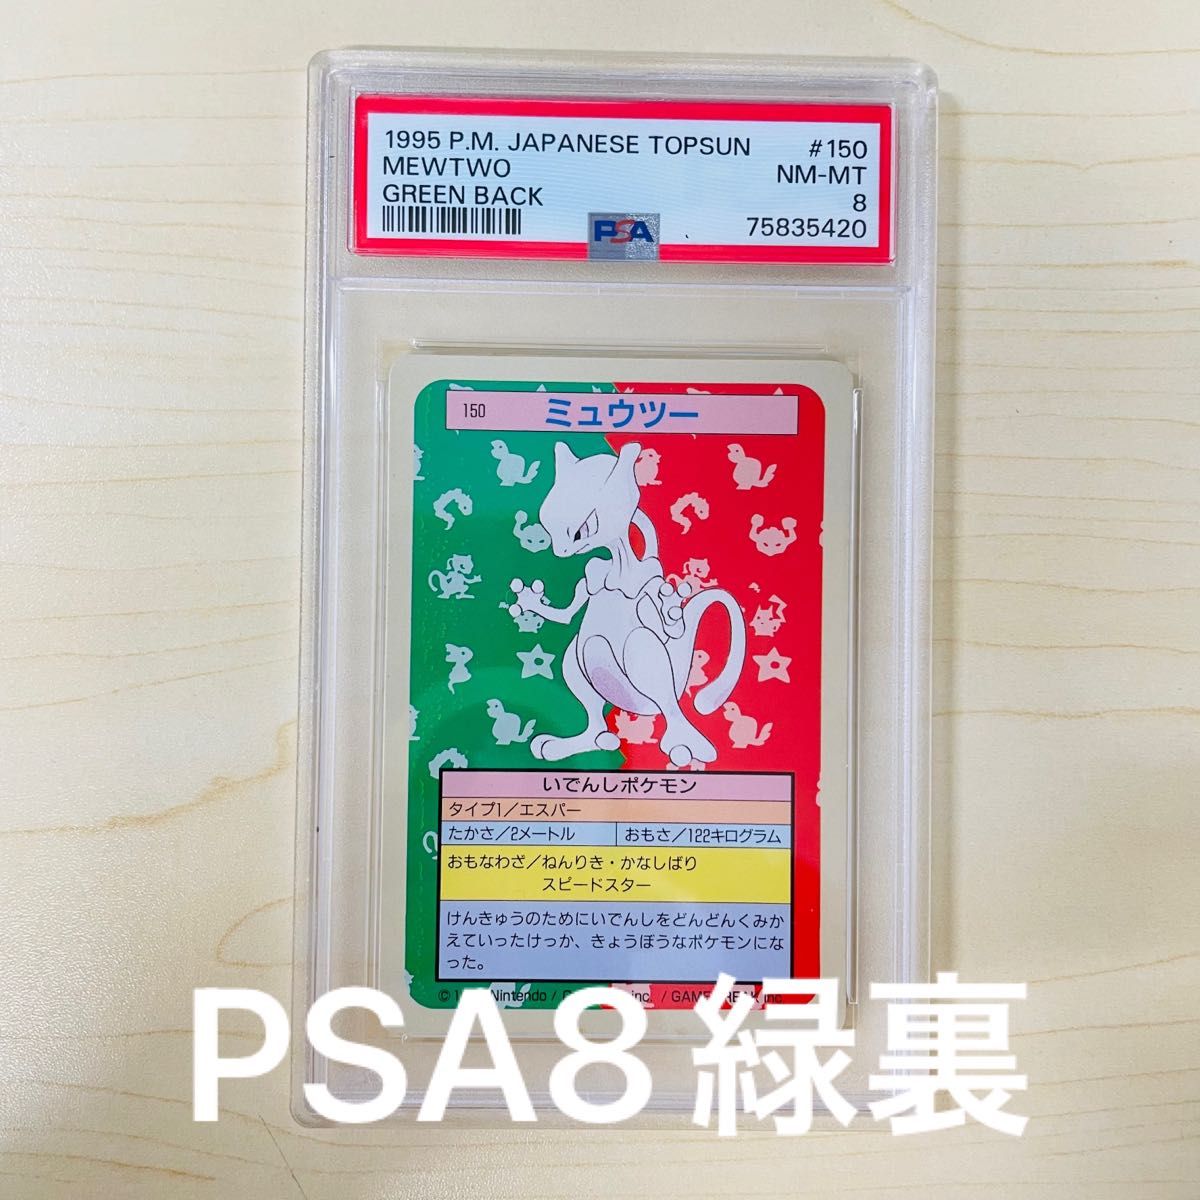 1995 P.M. JAPANESE TOPSUN #150
MEWTWO NM-MT
GREEN BACK 8
PSA 75835420
150 ミュウツー
いでんしポケモン
タイプ1/エスパー
たかさ/2メートル おもさ/122キログラム
おもなわざ/ねんりき・かなしばり
スピードスター
けんきゅうのためにいでんしをどんどんくみか
えていったけっか、きょうぼうなポケモンにな
った。
© Nintendo / inc. / GAME FREAK inc.
PSA8緑裏